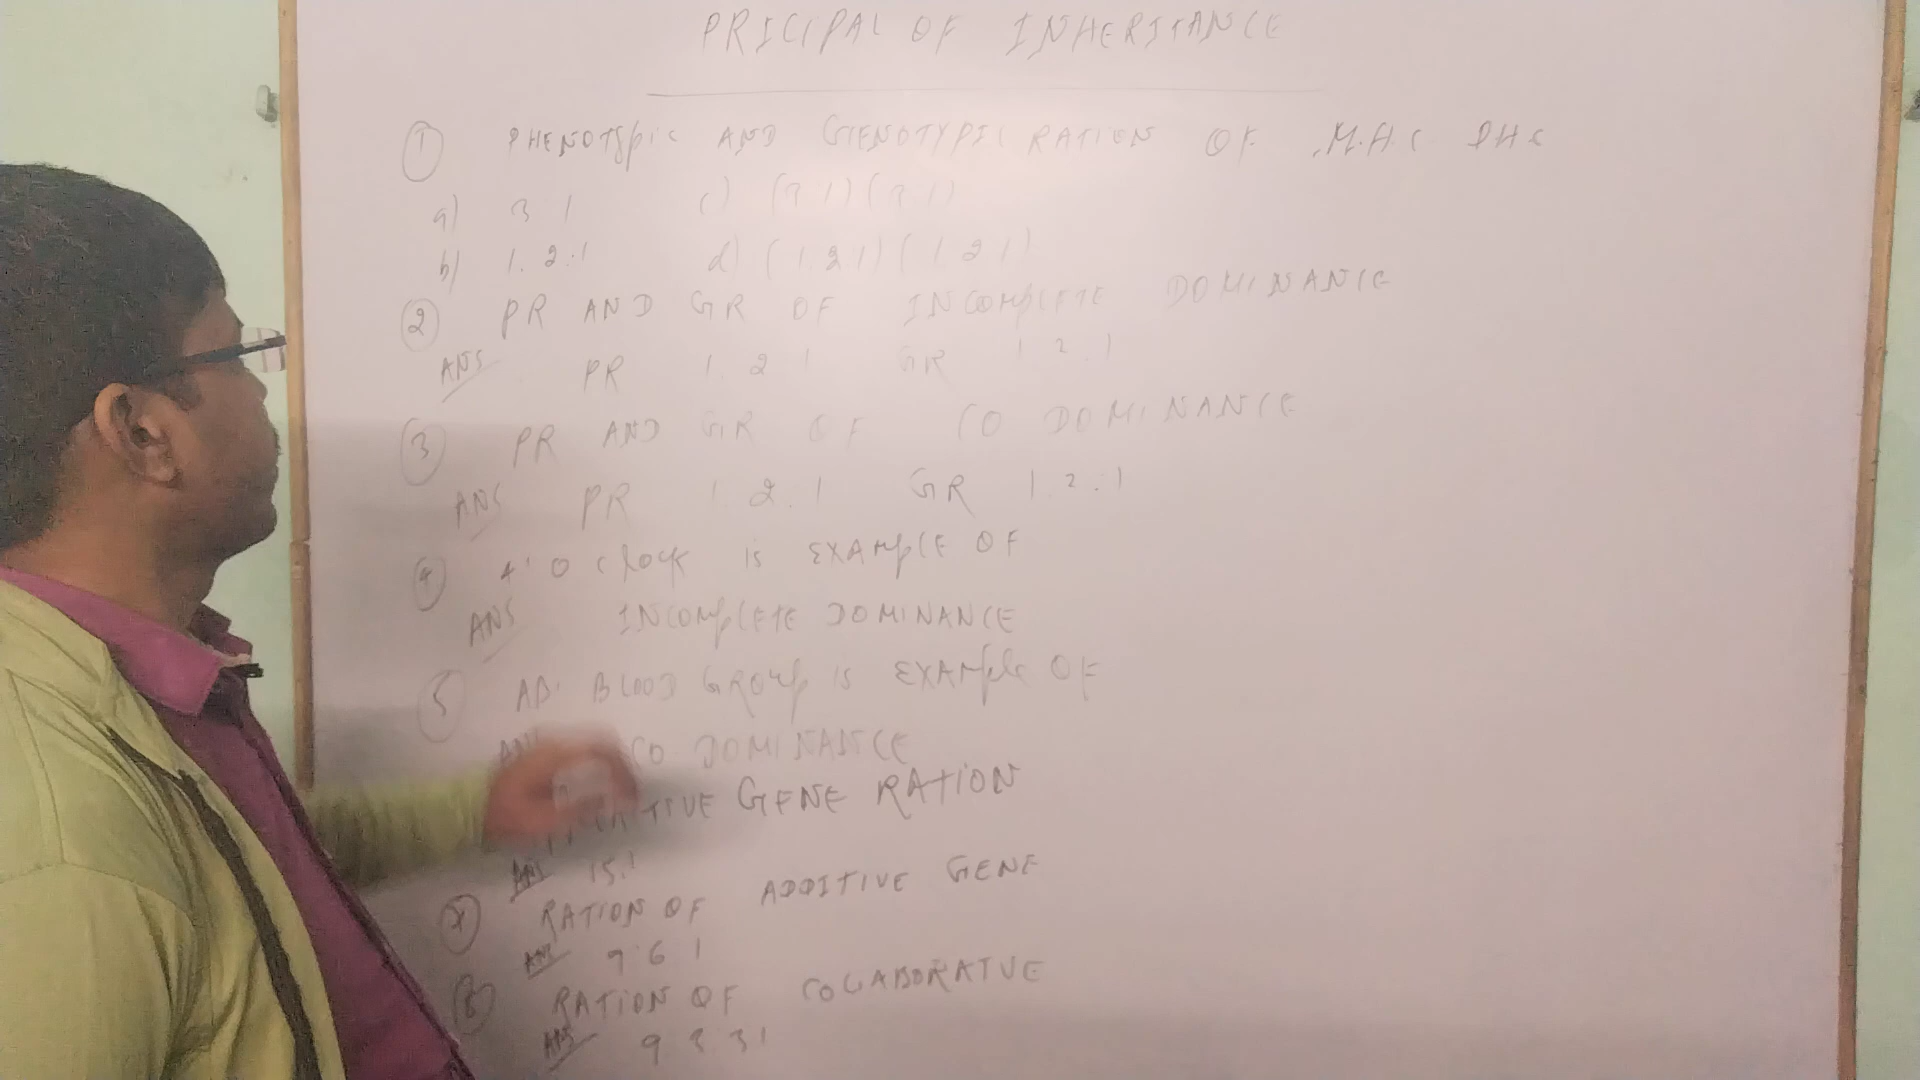 PRICIPAL OF INHERITANCE
① PHENOTYPIC AND GENOTYPIC RATION OF M.H.C DHC
a) 3 1 c) (3 1) (3 1)
b) 1. 2:1 d) (1 2 1) (1 2 1)
② PR AND GR OF INCOMPLETE DOMINANCE
ANS PR 1. 2 1 GR 1 2.1
③ PR AND GR OF CO DOMINANCE
ANS PR 1 2.1 GR 1.2.1
④ 4' O Clock is EXAMPLE OF
ANS INCOMPLETE DOMINANCE
⑤ AB' BLOOD GROUP is EXAMPLE OF
ANS CO DOMINANCE
GENE RATION
ANS 15:1
⑦ RATION OF ADDITIVE GENE
ANS 9:6 1
⑧ RATION OF COLABORATVE
ANS 9 3 3 1